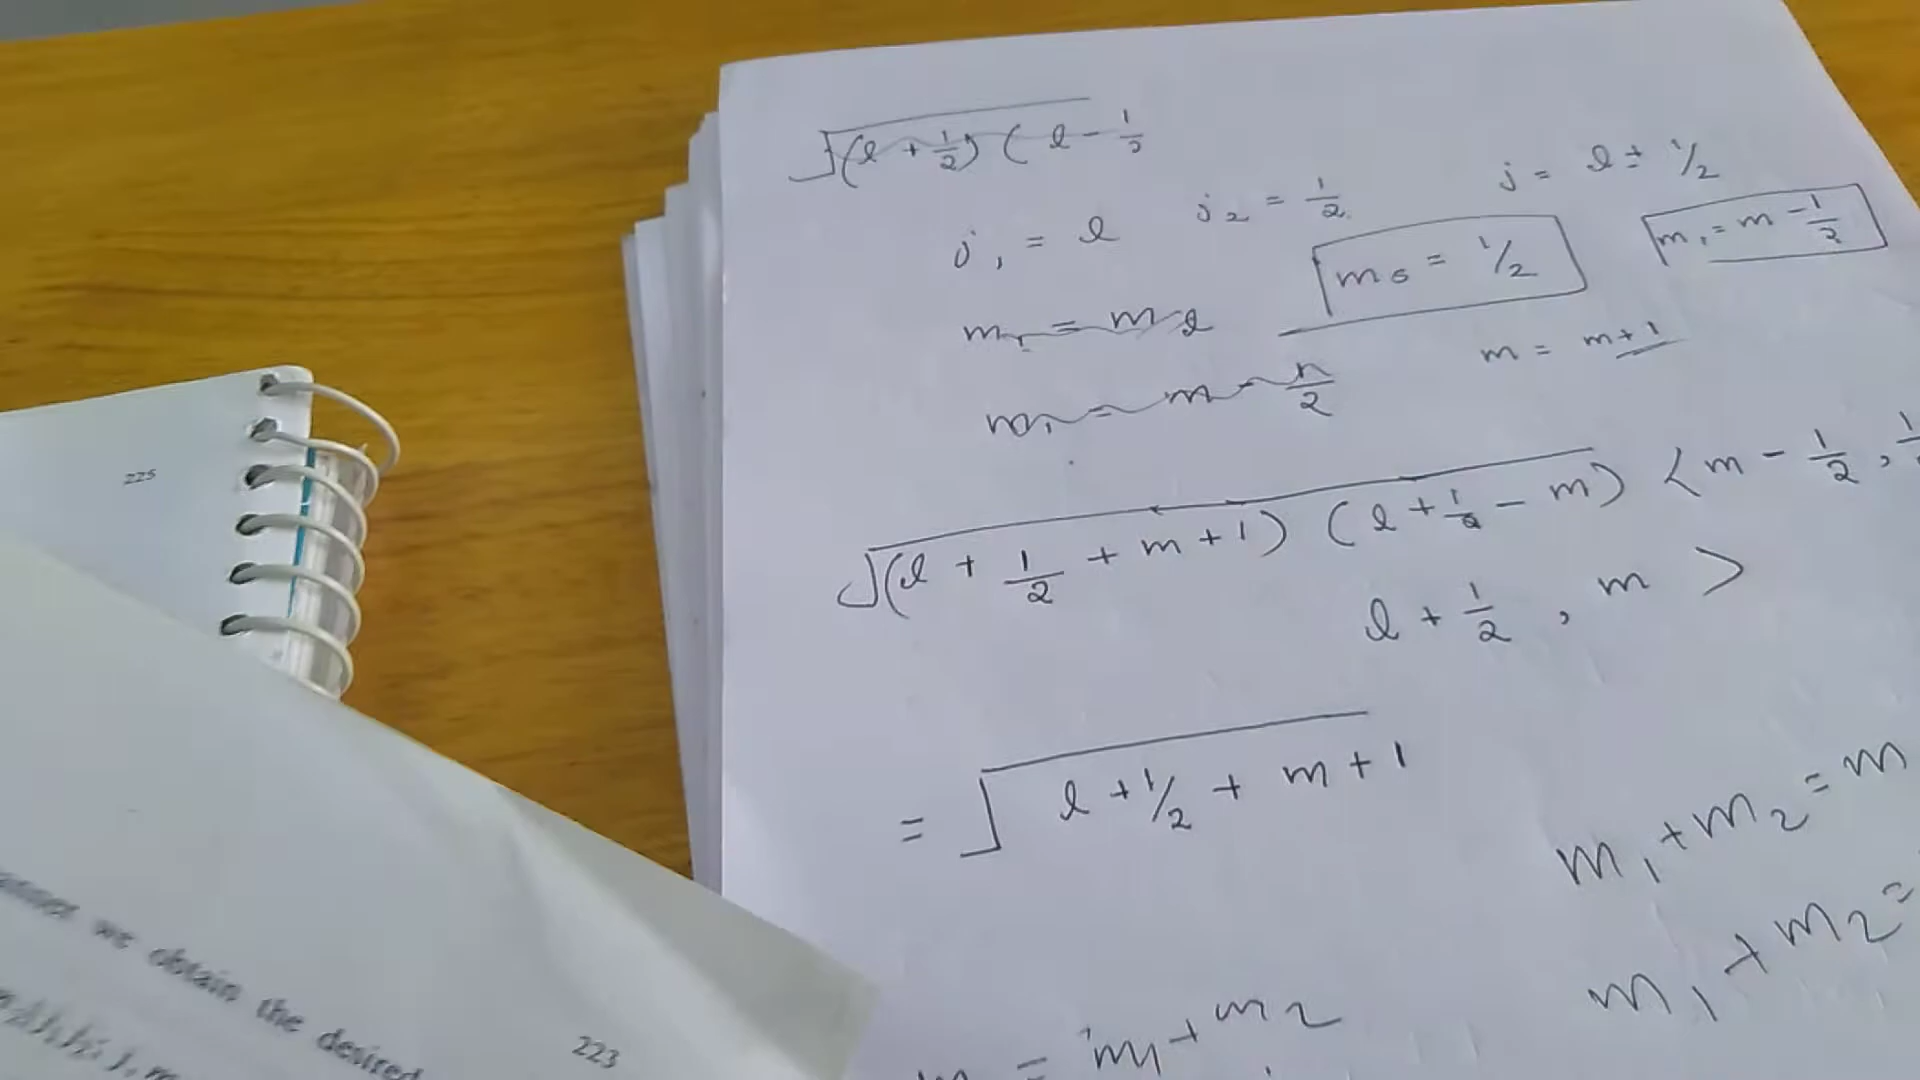 √(l + 1/2) ( l - 1/2
j₁ = l j₂ = 1/2 j = l ± 1/2
mₛ = 1/2 m₁ = m - 1/2
m₁ = m l
m = m+1
m₁ = m - n/2
√(l + 1/2 + m + 1) (l + 1/2 - m) < m - 1/2 ,
l + 1/2 , m >
= √ l + 1/2 + m + 1
m₁ + m₂ = m
m₁ + m₂ =
m = m₁ + m₂
225
we obtain the desired
223